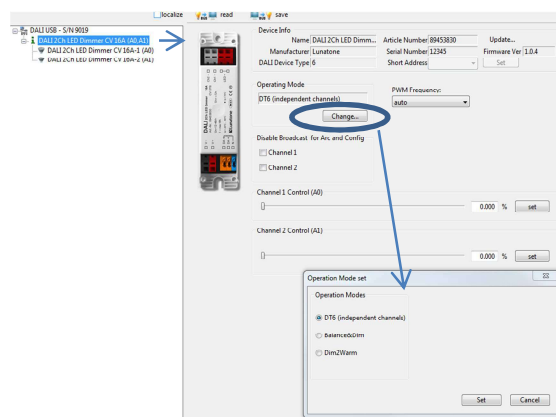 localize
read
save
DALI USB - S/N 9019
DALI 2Ch LED Dimmer CV 16A (A0,A1)
DALI 2Ch LED Dimmer CV 16A-1 (A0)
DALI 2Ch LED Dimmer CV 16A-2 (A1)
Device Info
Name DALI 2Ch LED Dimm... Article Number 89453830 Update...
Manufacturer Lunatone Serial Number 12345 Firmware Ver 1.0.4
DALI Device Type 6 Short Address Set
Operating Mode
DT6 (independent channels)
Change...
PWM Frequency:
auto
Disable Broadcast for Arc and Config
Channel 1
Channel 2
Channel 1 Control (A0)
0.000 % set
Channel 2 Control (A1)
0.000 % set
Operation Mode set
Operation Modes
DT6 (independent channels)
Balance&Dim
Dim2Warm
Set Cancel